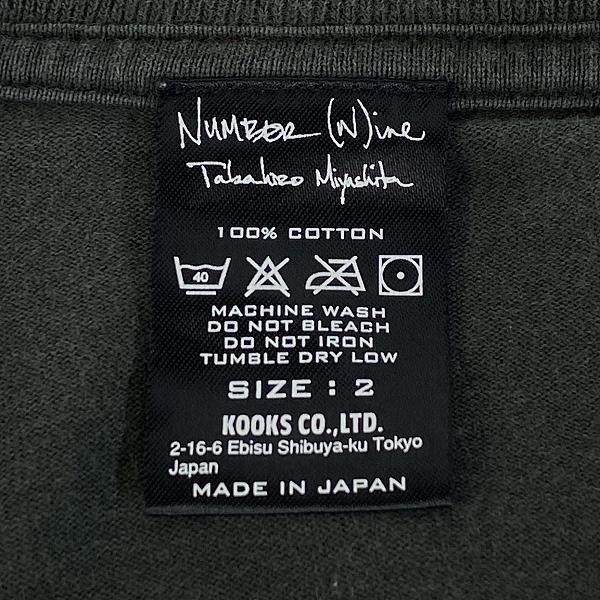 NUMBER (N)ine
Takahiro Miyashita
100% COTTON
40
MACHINE WASH
DO NOT BLEACH
DO NOT IRON
TUMBLE DRY LOW
SIZE : 2
KOOKS CO.,LTD.
2-16-6 Ebisu Shibuya-ku Tokyo
Japan
MADE IN JAPAN